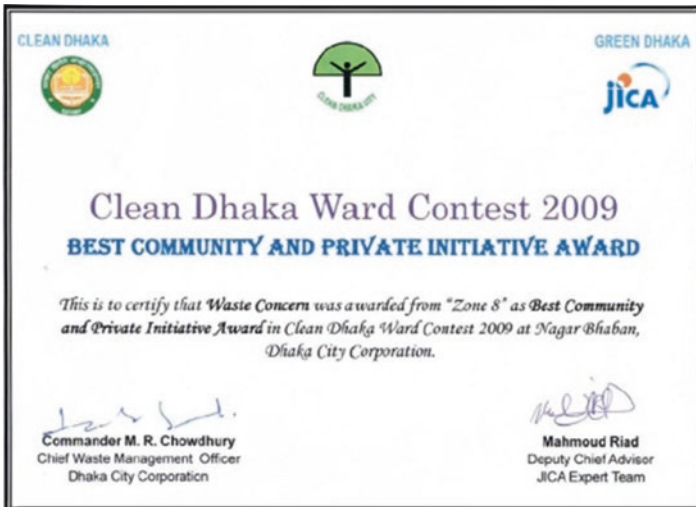 CLEAN DHAKA
GREEN DHAKA
CLEAN DHAKA CITY
jICA
Clean Dhaka Ward Contest 2009
BEST COMMUNITY AND PRIVATE INITIATIVE AWARD
This is to certify that Waste Concern was awarded from "Zone 8" as Best Community
and Private Initiative Award in Clean Dhaka Ward Contest 2009 at Nagar Bhaban,
Dhaka City Corporation.
Commander M. R. Chowdhury
Chief Waste Management Officer
Dhaka City Corporation
Mahmoud Riad
Deputy Chief Advisor
JICA Expert Team